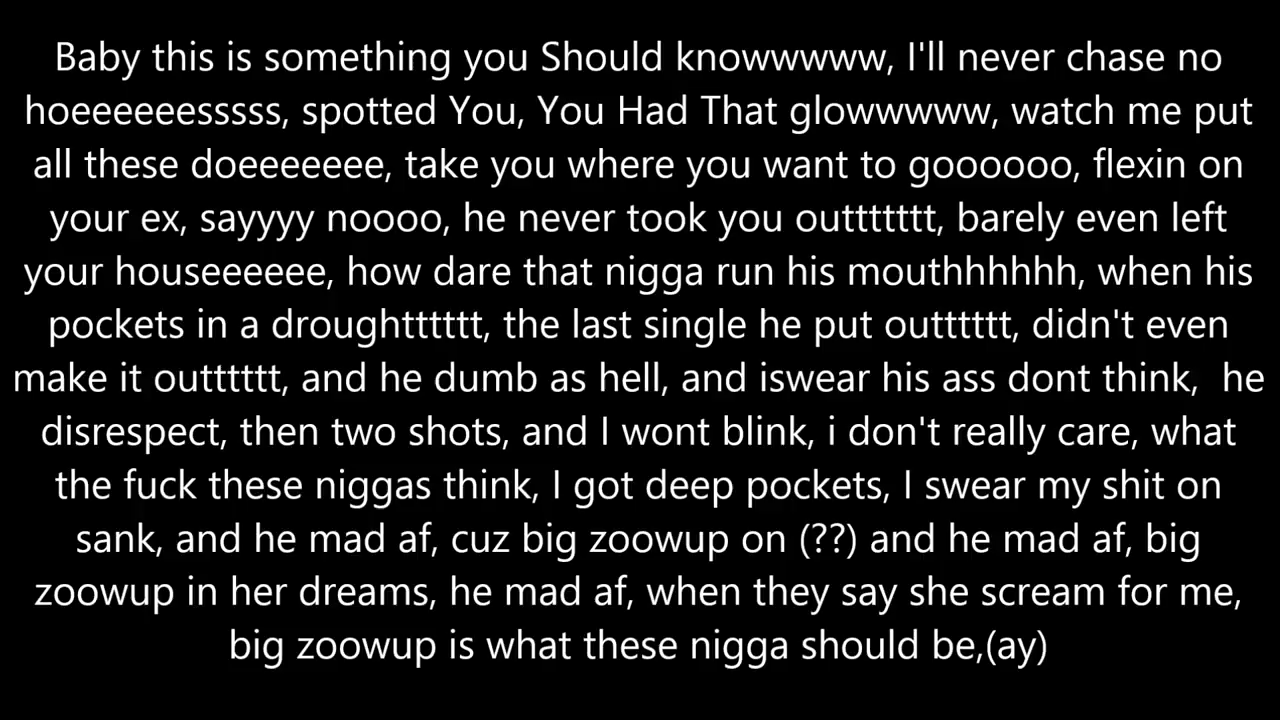 Baby this is something you Should knowwwww, I'll never chase no
hoeeeeeesssss, spotted You, You Had That glowwwww, watch me put
all these doeeeeeee, take you where you want to goooooo, flexin on
your ex, sayyyy noooo, he never took you outtttttt, barely even left
your houseeeeee, how dare that nigga run his mouthhhhhh, when his
pockets in a droughtttttt, the last single he put outtttt, didn't even
make it outtttt, and he dumb as hell, and iswear his ass dont think,  he
disrespect, then two shots, and I wont blink, i don't really care, what
the fuck these niggas think, I got deep pockets, I swear my shit on
sank, and he mad af, cuz big zoowup on (??) and he mad af, big
zoowup in her dreams, he mad af, when they say she scream for me,
big zoowup is what these nigga should be,(ay)